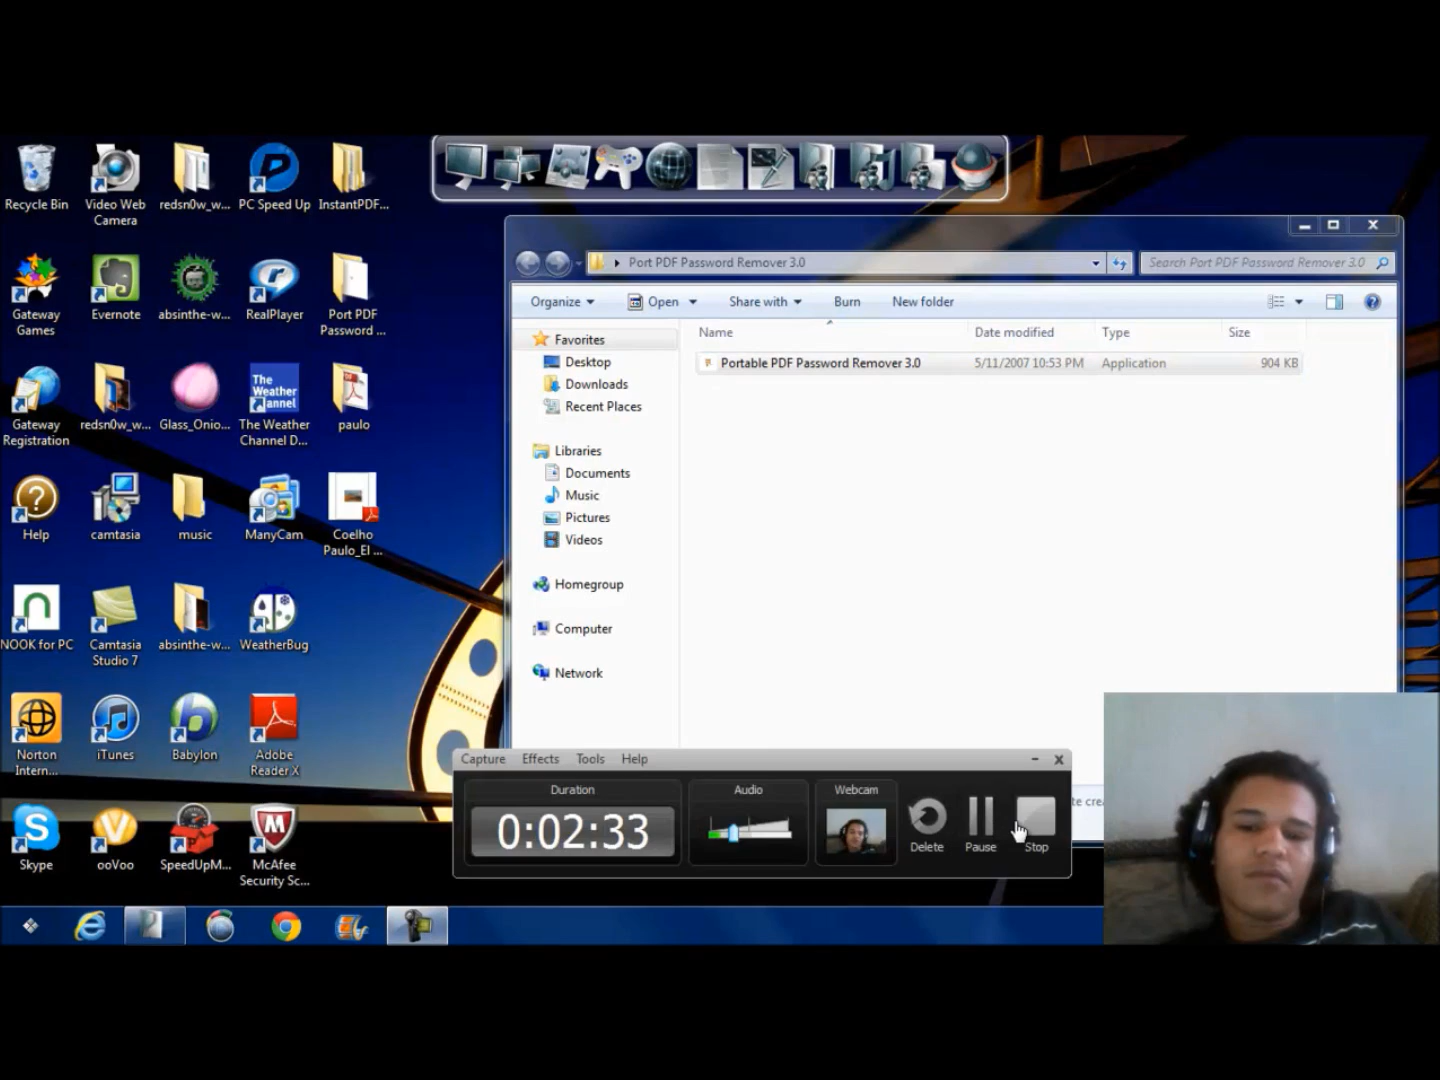 Recycle Bin
Video Web
Camera
redsn0w_w...
PC Speed Up
InstantPDF...
Gateway
Games
Evernote
absinthe-w...
RealPlayer
Port PDF
Password ...
Gateway
Registration
redsn0w_w...
Glass_Onio...
The
Weather
Channel
The Weather
Channel D...
paulo
Help
camtasia
music
ManyCam
Coelho
Paulo_El ...
NOOK for PC
Camtasia
Studio 7
absinthe-w...
WeatherBug
Norton
Intern...
iTunes
Babylon
Adobe
Reader X
Skype
ooVoo
SpeedUpM...
McAfee
Security Sc...
Port PDF Password Remover 3.0
Search Port PDF Password Remover 3.0
Organize
Open
Share with
Burn
New folder
Name
Date modified
Type
Size
Portable PDF Password Remover 3.0
5/11/2007 10:53 PM
Application
904 KB
Favorites
Desktop
Downloads
Recent Places
Libraries
Documents
Music
Pictures
Videos
Homegroup
Computer
Network
Capture
Effects
Tools
Help
Duration
Audio
Webcam
0:02:33
Delete
Pause
Stop
te crea